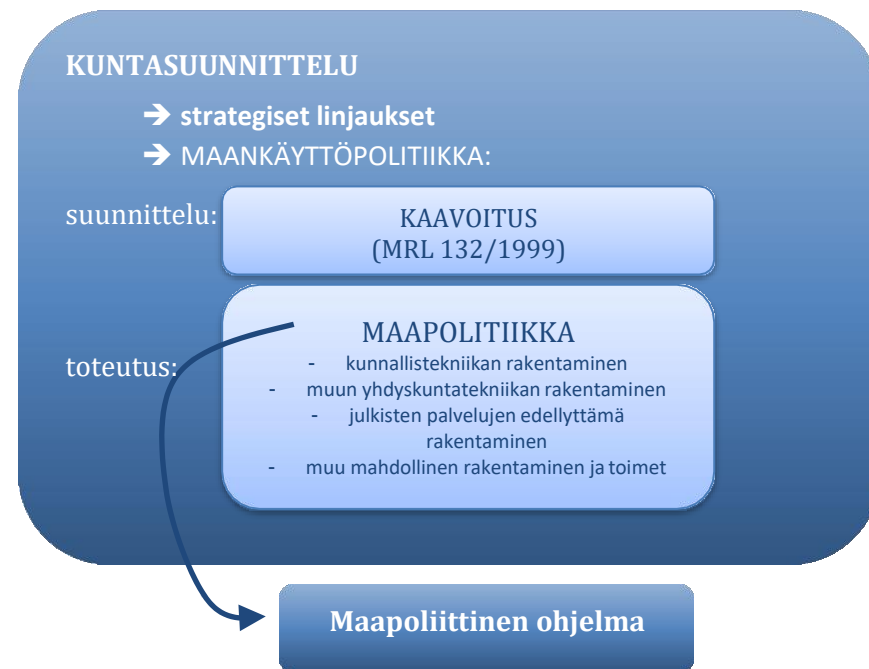 KUNTASUUNNITTELU
➔ strategiset linjaukset
➔ MAANKÄYTTÖPOLITIIKKA:
suunnittelu:
KAAVOITUS
(MRL 132/1999)
toteutus:
MAAPOLITIIKKA
- kunnallistekniikan rakentaminen
- muun yhdyskuntatekniikan rakentaminen
- julkisten palvelujen edellyttämä
rakentaminen
- muu mahdollinen rakentaminen ja toimet
Maapoliittinen ohjelma